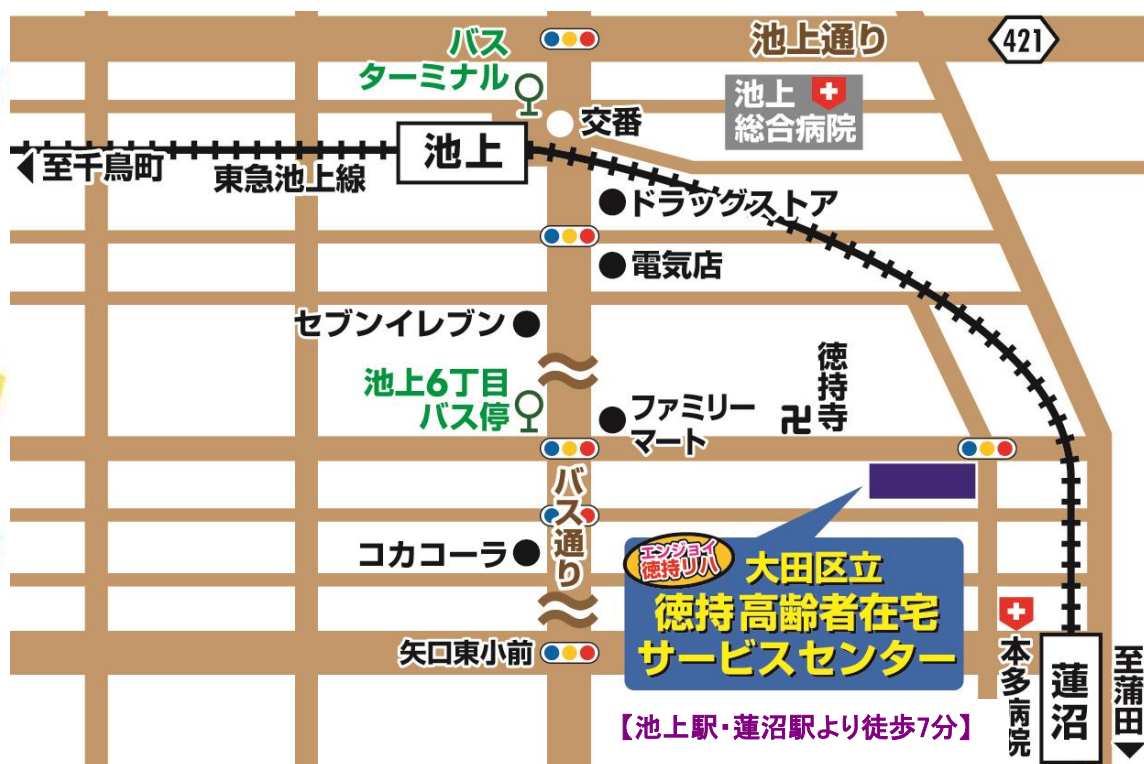 バス
ターミナル
池上通り
421
池上
総合病院
交番
池上
至千鳥町
東急池上線
ドラッグストア
電気店
セブンイレブン
池上6丁目
バス停
ファミリー
マート
卍
徳持寺
バス通り
コカコーラ
エンジョイ
徳持リハ
大田区立
徳持高齢者在宅
サービスセンター
矢口東小前
本多病院
蓮沼
至蒲田
【池上駅・蓮沼駅より徒歩7分】